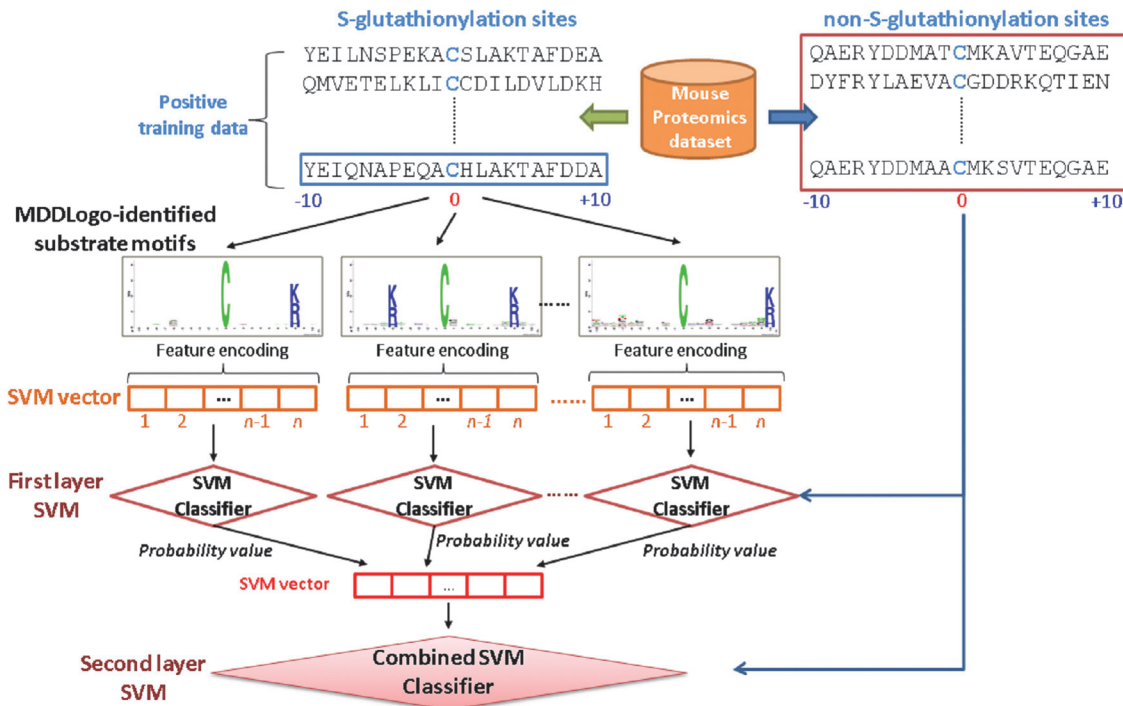 S-glutathionylation sites
non-S-glutathionylation sites
YEILNSPEKACSLAKTAFDEA
QMVETELKLICCDILDVLDKH
Positive
training data
Mouse
Proteomics
dataset
QAERYDDMATCMKAVTEQGAE
DYFRYLAEVACGDDRKQTIEN
YEIQNAPEQACHLAKTAFDDA
QAERYDDMAACMKSVTEQGAE
-10 0 +10
-10 0 +10
MDDLogo-identified
substrate motifs
C K R
K R C K R
C K R
......
Feature encoding
Feature encoding
Feature encoding
SVM vector
...
...
......
...
1 2 n-1 n
1 2 n-1 n
1 2 n-1 n
First layer
SVM
SVM
Classifier
SVM
Classifier
......
SVM
Classifier
Probability value
Probability value
Probability value
SVM vector
...
Second layer
SVM
Combined SVM
Classifier